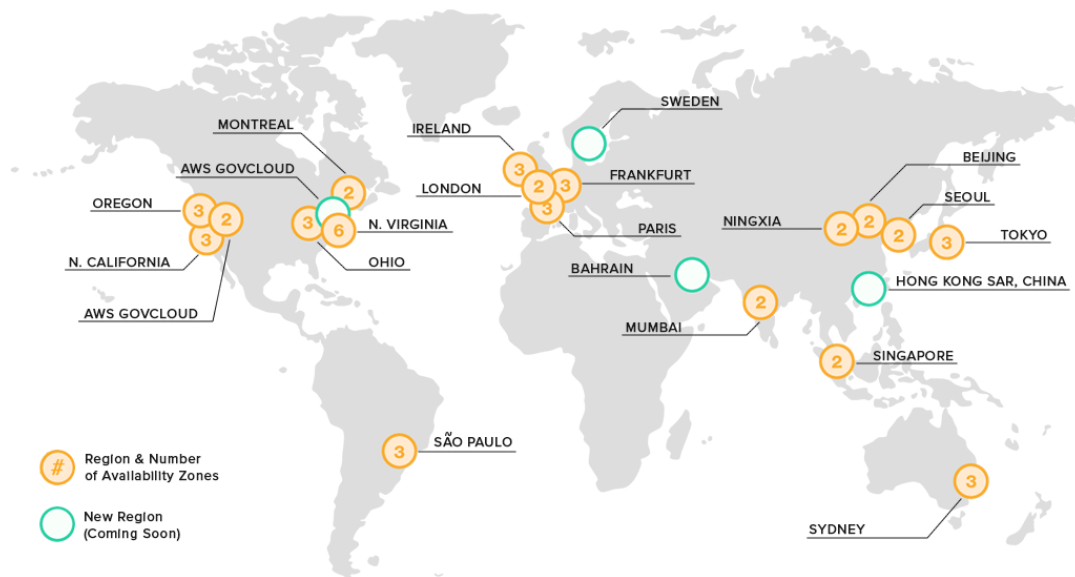 SWEDEN
MONTREAL
IRELAND
3
AWS GOVCLOUD
2
LONDON
2
3
FRANKFURT
3
PARIS
BEIJING
2
SEOUL
2
NINGXIA
2
TOKYO
3
OREGON
3
2
N. CALIFORNIA
3
AWS GOVCLOUD
3
6
N. VIRGINIA
OHIO
BAHRAIN
HONG KONG SAR, CHINA
MUMBAI
2
SINGAPORE
2
SÃO PAULO
3
SYDNEY
3
# Region & Number
of Availability Zones
New Region
(Coming Soon)